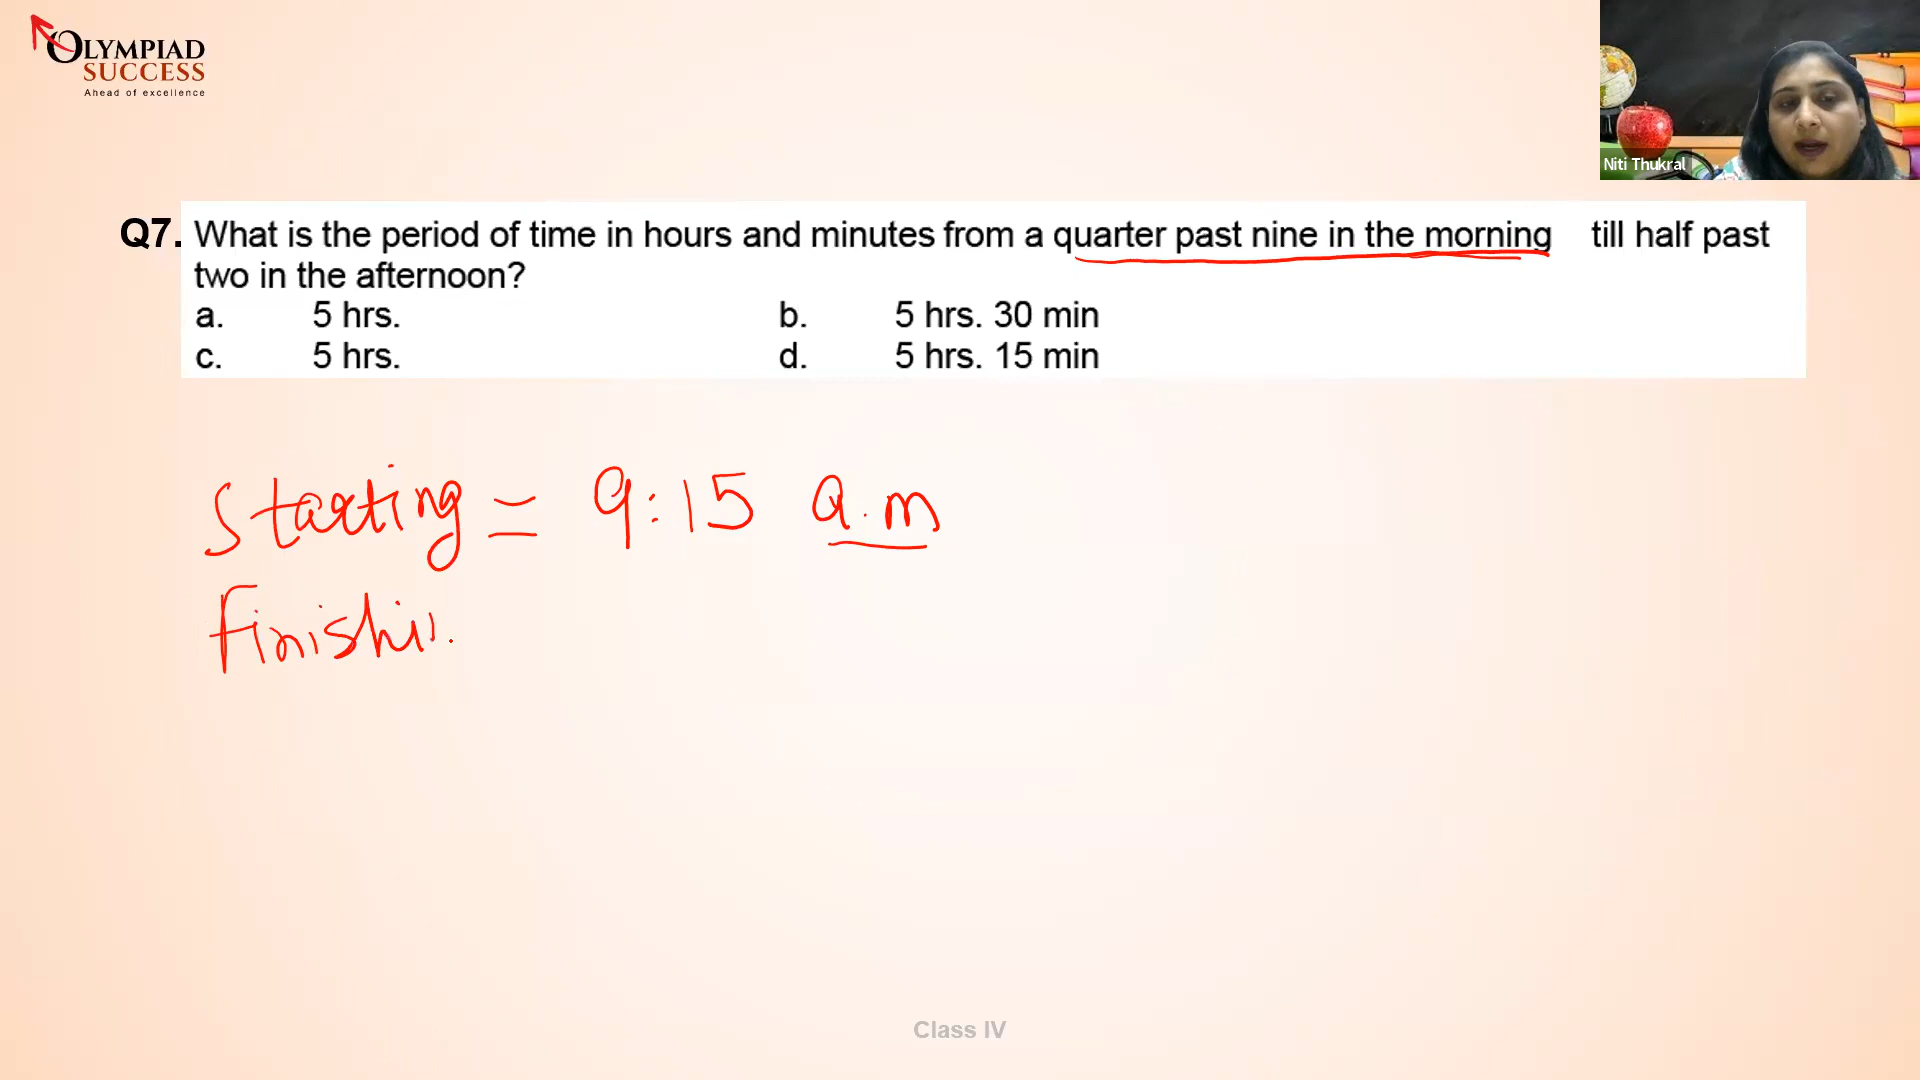 OLYMPIAD
SUCCESS
Ahead of excellence
Niti Thukral
Q7. What is the period of time in hours and minutes from a quarter past nine in the morning till half past
two in the afternoon?
a. 5 hrs. b. 5 hrs. 30 min
c. 5 hrs. d. 5 hrs. 15 min
Starting = 9:15 a.m
Class IV